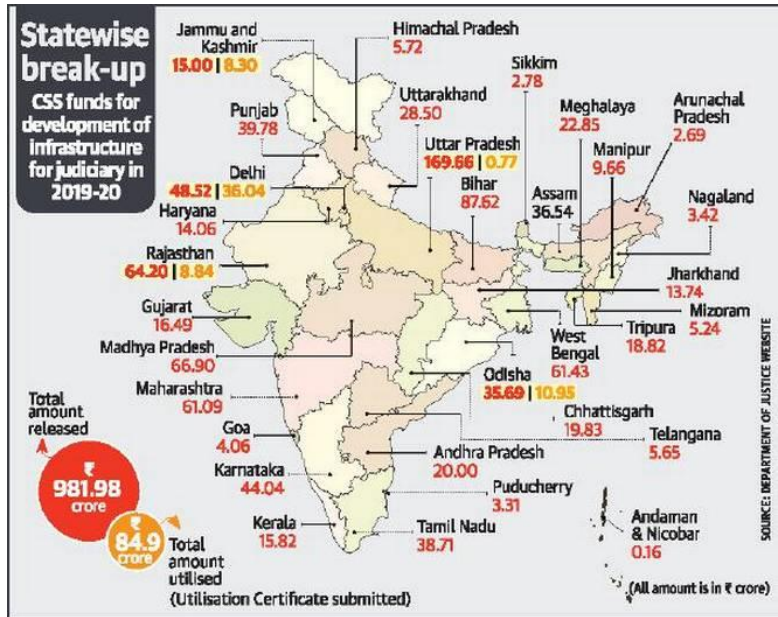 Statewise
break-up
CSS funds for
development of
infrastructure
for judiciary in
2019-20
Jammu and
Kashmir
15.00 | 8.30
Himachal Pradesh
5.72
Punjab
39.78
Uttarakhand
28.50
Sikkim
2.78
Meghalaya
22.85
Arunachal
Pradesh
2.69
Delhi
48.52 | 36.04
Uttar Pradesh
169.66 | 0.77
Bihar
87.62
Manipur
9.66
Assam
36.54
Nagaland
3.42
Haryana
14.06
Rajasthan
64.20 | 8.84
Gujarat
16.49
Jharkhand
13.74
Mizoram
5.24
Tripura
18.82
West
Bengal
61.43
Madhya Pradesh
66.90
Odisha
35.69 | 10.95
Maharashtra
61.09
Chhattisgarh
19.83
Telangana
5.65
Goa
4.06
Andhra Pradesh
20.00
Karnataka
44.04
Puducherry
3.31
Kerala
15.82
Tamil Nadu
38.71
Andaman
& Nicobar
0.16
Total
amount
released
₹
981.98
crore
₹
84.9
crore
Total
amount
utilised
(Utilisation Certificate submitted)
(All amount is in ₹ crore)
SOURCE: DEPARTMENT OF JUSTICE WEBSITE